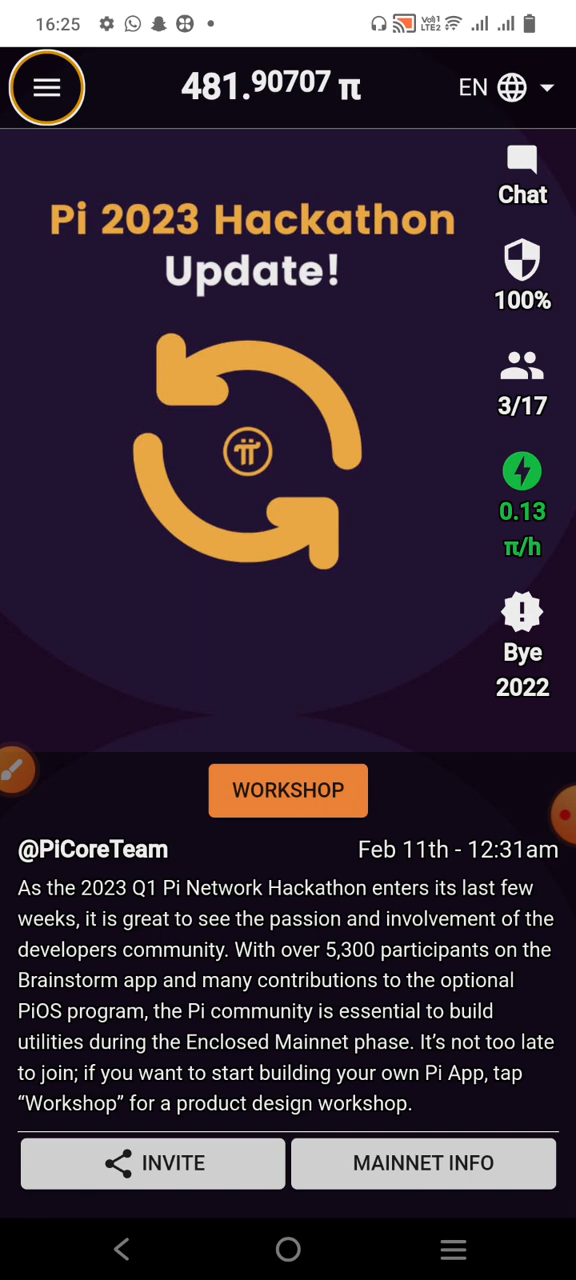 16:25
Vo1) LTE2
481.90707 π
EN
Chat
Pi 2023 Hackathon
Update!
100%
3/17
0.13
π/h
Bye
2022
WORKSHOP
@PiCoreTeam
Feb 11th - 12:31am
As the 2023 Q1 Pi Network Hackathon enters its last few
weeks, it is great to see the passion and involvement of the
developers community. With over 5,300 participants on the
Brainstorm app and many contributions to the optional
PiOS program, the Pi community is essential to build
utilities during the Enclosed Mainnet phase. It’s not too late
to join; if you want to start building your own Pi App, tap
“Workshop” for a product design workshop.
INVITE
MAINNET INFO